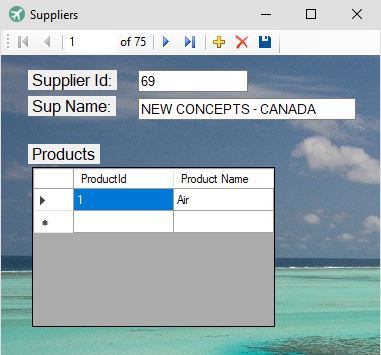 Suppliers
1 of 75
Supplier Id: 69
Sup Name: NEW CONCEPTS - CANADA
Products
ProductId Product Name
1 Air